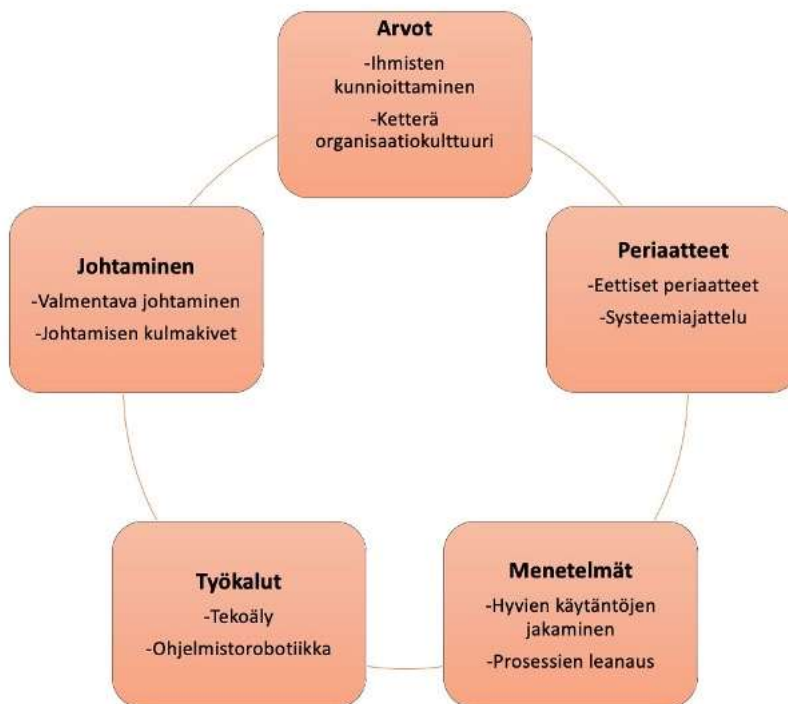 Arvot
-Ihmisten
kunnioittaminen
-Ketterä
organisaatiokulttuuri
Johtaminen
-Valmentava johtaminen
-Johtamisen kulmakivet
Periaatteet
-Eettiset periaatteet
-Systeemiajattelu
Työkalut
-Tekoäly
-Ohjelmistorobotiikka
Menetelmät
-Hyvien käytäntöjen
jakaminen
-Prosessien leanaus